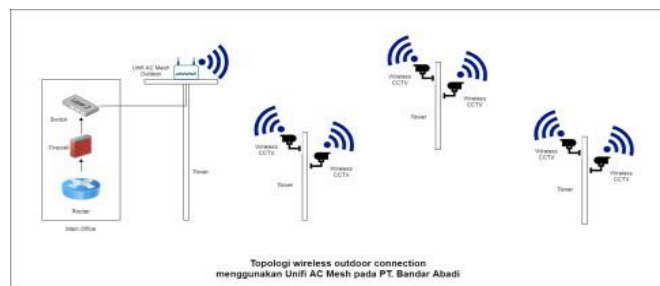 Unifi AC Mesh
Outdoor
Switch
Firewall
Router
Main Office
Tower
Wireless
CCTV
Wireless
CCTV
Tower
Wireless
CCTV
Wireless
CCTV
Tower
Wireless
CCTV
Wireless
CCTV
Tower
Topologi wireless outdoor connection
menggunakan Unifi AC Mesh pada PT. Bandar Abadi